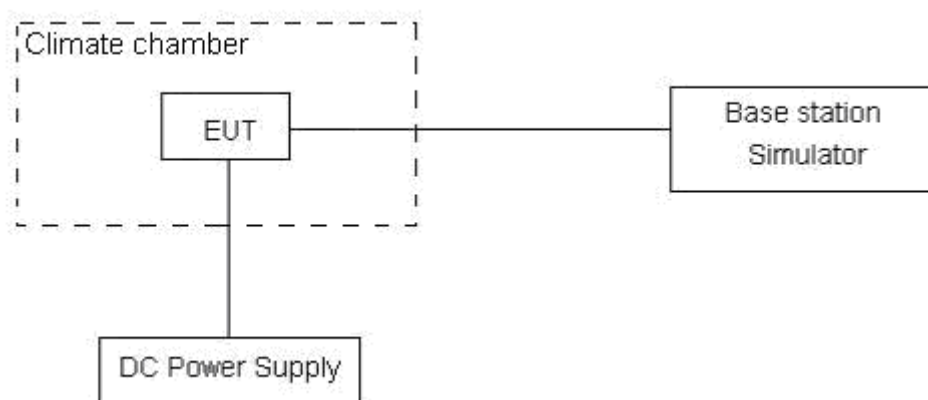 Climate chamber
EUT
Base station
Simulator
DC Power Supply